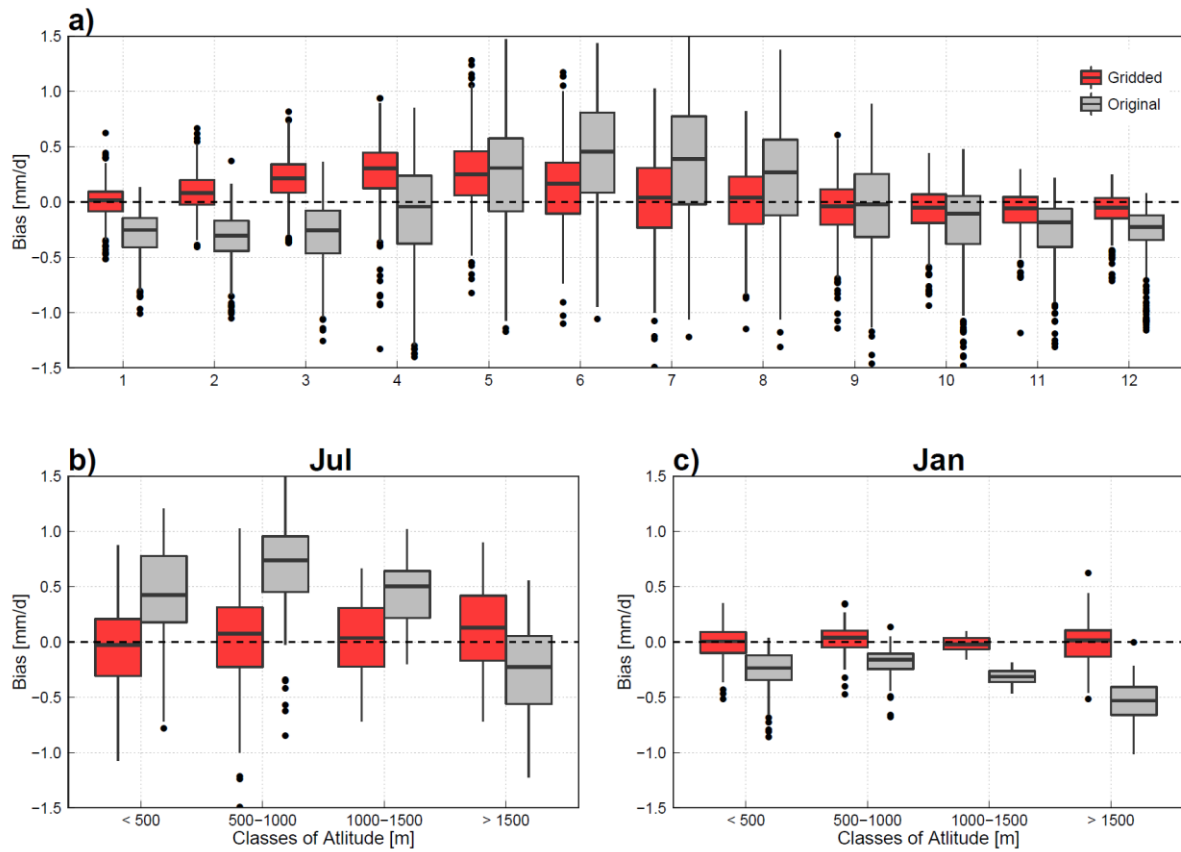 a)
1.5
1.0
0.5
0.0
−0.5
−1.0
−1.5
Bias [mm/d]
Gridded
Original
1 2 3 4 5 6 7 8 9 10 11 12
b) Jul
1.5
1.0
0.5
0.0
−0.5
−1.0
−1.5
Bias [mm/d]
< 500 500−1000 1000−1500 > 1500
Classes of Atlitude [m]
c) Jan
1.5
1.0
0.5
0.0
−0.5
−1.0
−1.5
Bias [mm/d]
< 500 500−1000 1000−1500 > 1500
Classes of Atlitude [m]